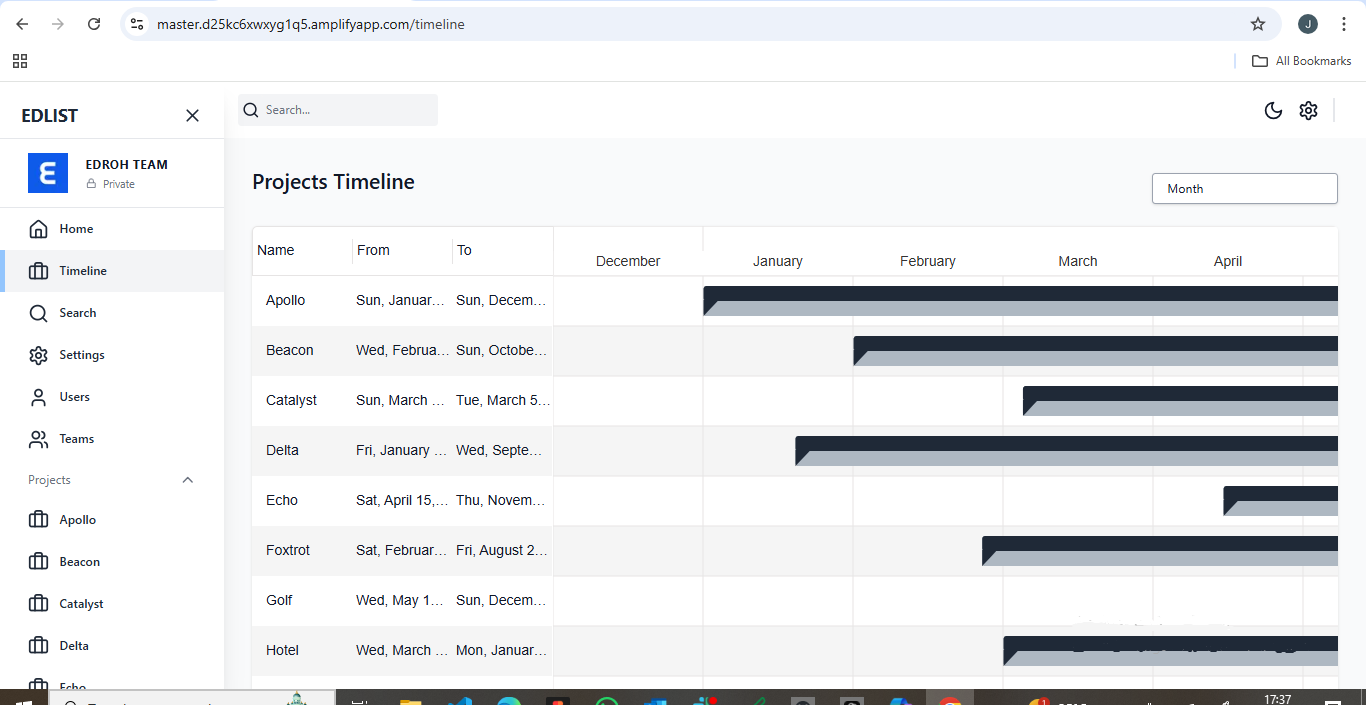 master.d25kc6xwxyg1q5.amplifyapp.com/timeline
J
All Bookmarks
EDLIST
Search...
E
EDROH TEAM
Private
Home
Timeline
Search
Settings
Users
Teams
Projects
Apollo
Beacon
Catalyst
Delta
Echo
Projects Timeline
Month
Name From To December January February March April
Apollo Sun, Januar... Sun, Decem...
Beacon Wed, Februa... Sun, Octobe...
Catalyst Sun, March ... Tue, March 5...
Delta Fri, January ... Wed, Septe...
Echo Sat, April 15,... Thu, Novem...
Foxtrot Sat, Februar... Fri, August 2...
Golf Wed, May 1... Sun, Decem...
Hotel Wed, March ... Mon, Januar...
1
17:37